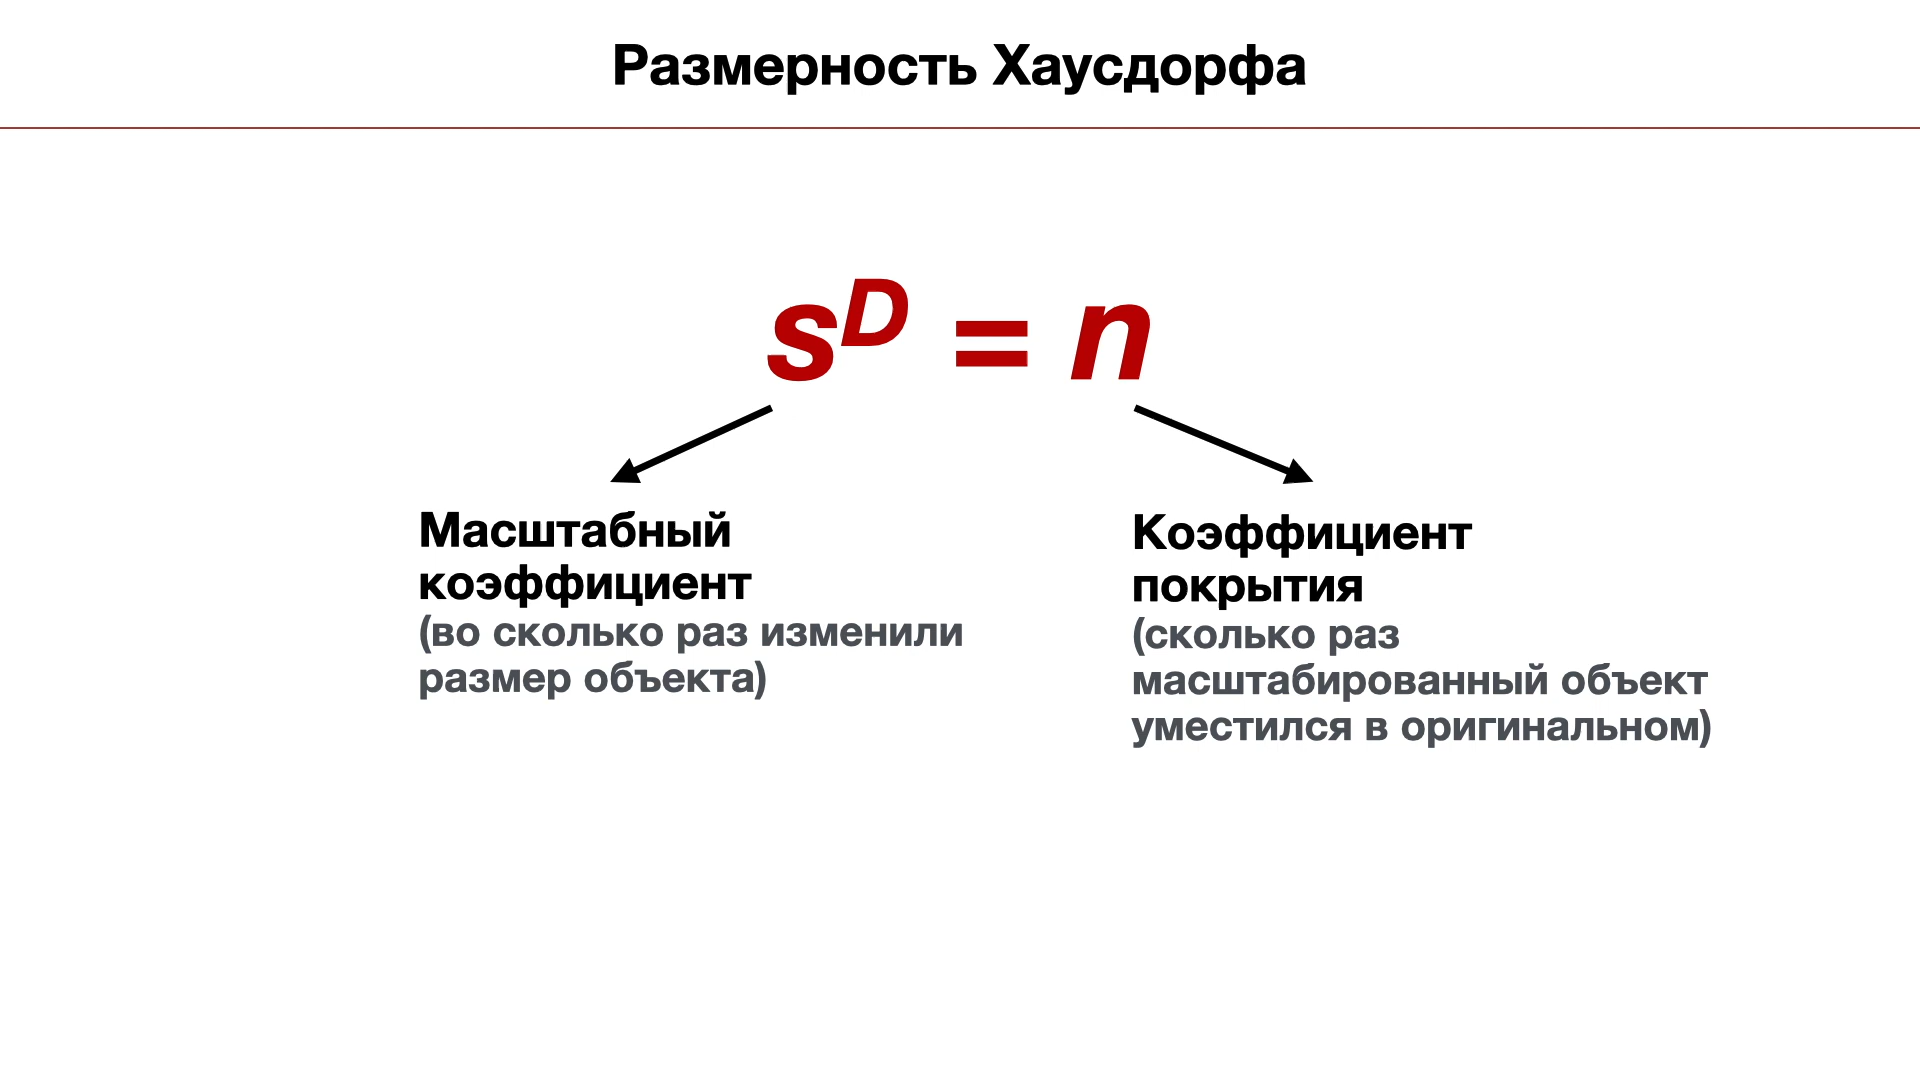 Размерность Хаусдорфа
sᴰ = n
Масштабный
коэффициент
(во сколько раз изменили
размер объекта)
Коэффициент
покрытия
(сколько раз
масштабированный объект
уместился в оригинальном)